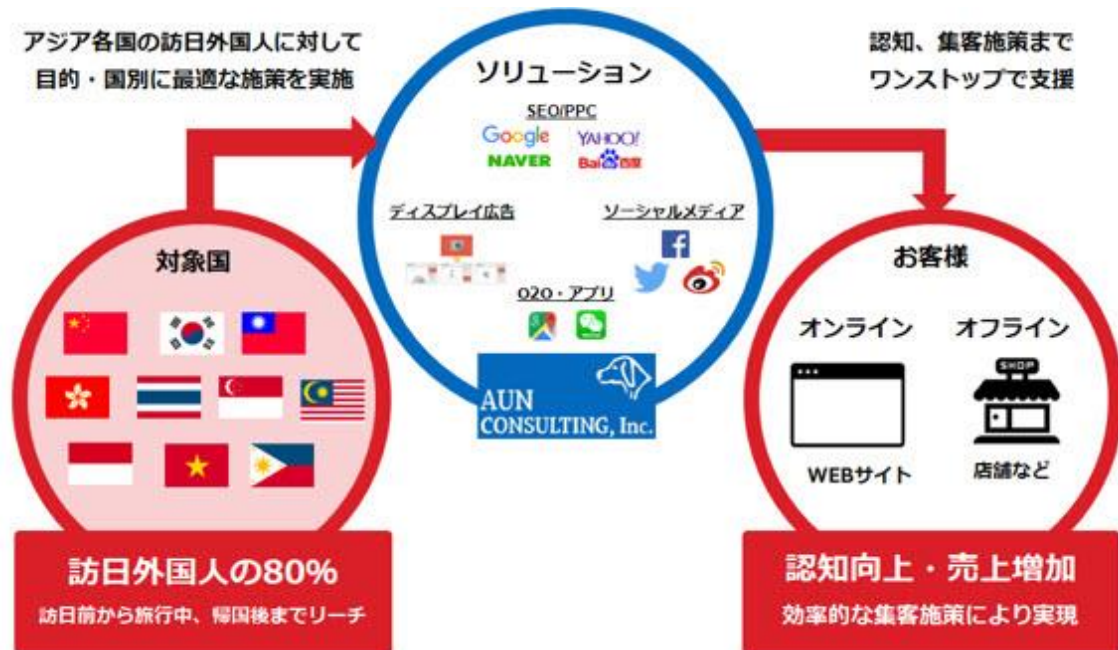 アジア各国の訪日外国人に対して
目的・国別に最適な施策を実施
対象国
訪日外国人の80%
訪日前から旅行中、帰国後までリーチ
ソリューション
SEO/PPC
Google YAHOO!
NAVER Bai 百度
ディスプレイ広告
ソーシャルメディア
O2O・アプリ
AUN
CONSULTING, Inc.
認知、集客施策まで
ワンストップで支援
お客様
オンライン オフライン
SHOP
WEBサイト 店舗など
認知向上・売上増加
効率的な集客施策により実現